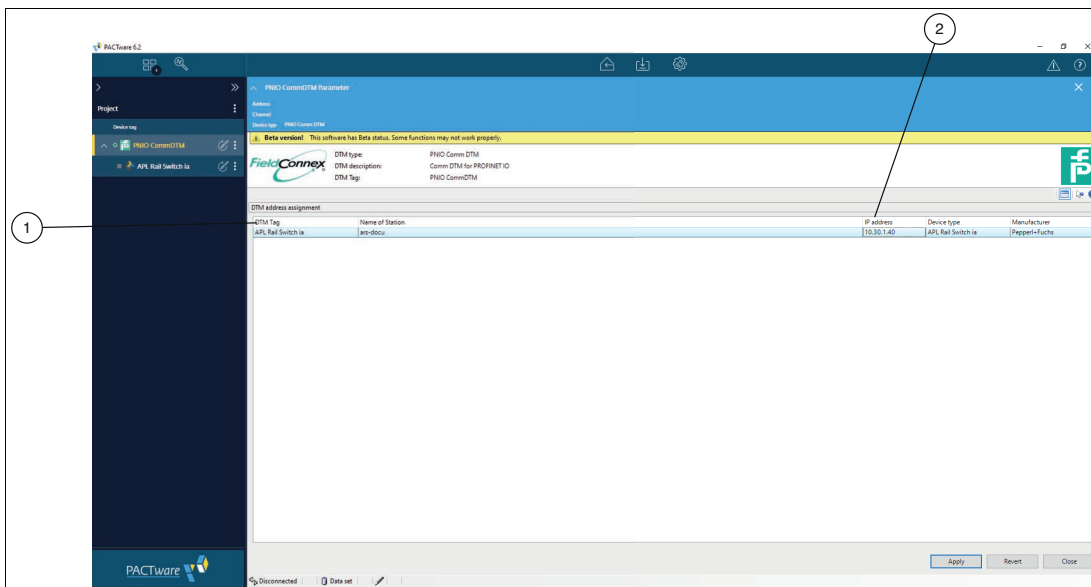 2
PACTware 6.2
1
PNIO CommDTM Parameter
Project
Address
Channel
Device tag
Device type PNIO Comm DTM
Beta version! This software has Beta status. Some functions may not work properly.
PNIO CommDTM
FieldConnex
DTM type: PNIO Comm DTM
DTM description: Comm DTM for PROFINET IO
DTM Tag: PNIO CommDTM
APL Rail Switch ia
DTM address assignment
1
DTM Tag Name of Station IP address Device type Manufacturer
APL Rail Switch ia ars-docu 10.30.1.40 APL Rail Switch ia Pepperl+Fuchs
Apply Revert Close
PACTware
Disconnected Data set